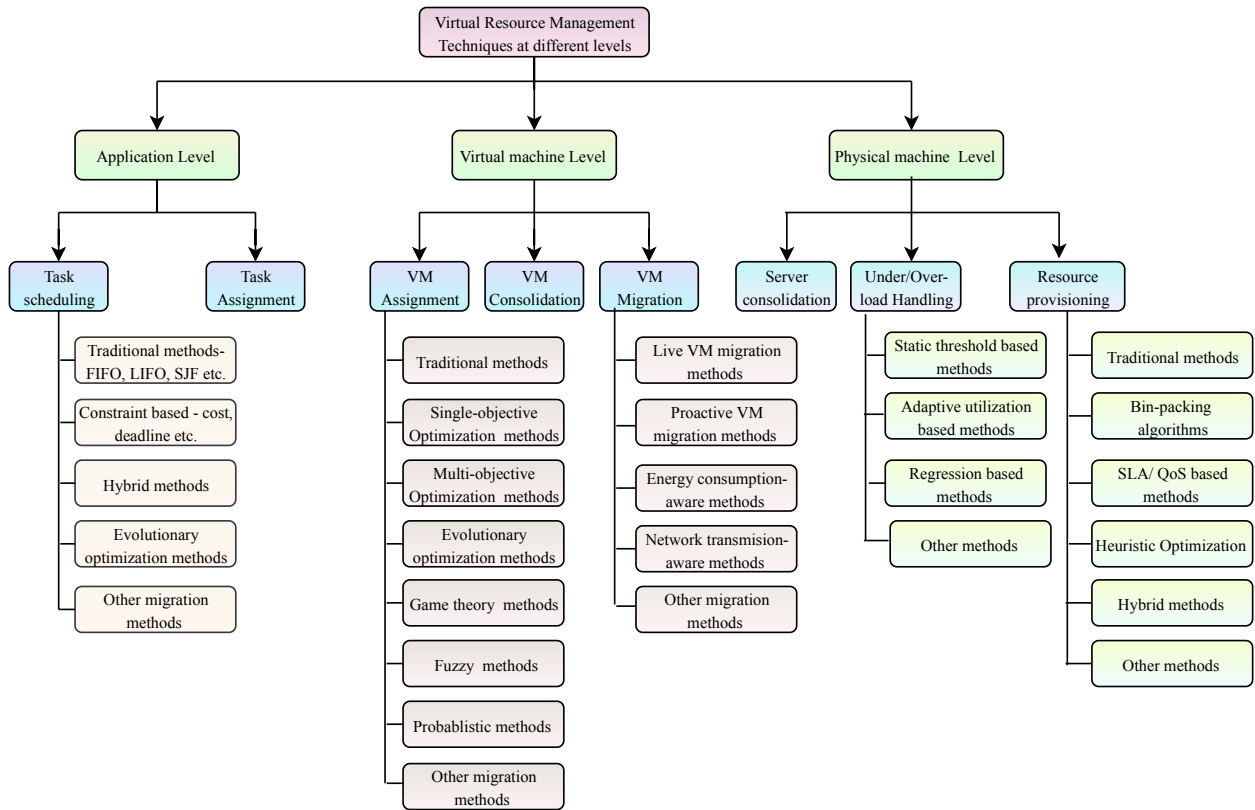 Virtual Resource Management
Techniques at different levels
Application Level
Virtual machine Level
Physical machine Level
Task
scheduling
Task
Assignment
VM
Assignment
VM
Consolidation
VM
Migration
Server
consolidation
Under/Over-
load Handling
Resource
provisioning
Traditional methods-
FIFO, LIFO, SJF etc.
Constraint based - cost,
deadline etc.
Hybrid methods
Evolutionary
optimization methods
Other migration
methods
Traditional methods
Single-objective
Optimization methods
Multi-objective
Optimization methods
Evolutionary
optimization methods
Game theory methods
Fuzzy methods
Probablistic methods
Other migration
methods
Live VM migration
methods
Proactive VM
migration methods
Energy consumption-
aware methods
Network transmision-
aware methods
Other migration
methods
Static threshold based
methods
Adaptive utilization
based methods
Regression based
methods
Other methods
Traditional methods
Bin-packing
algorithms
SLA/ QoS based
methods
Heuristic Optimization
Hybrid methods
Other methods